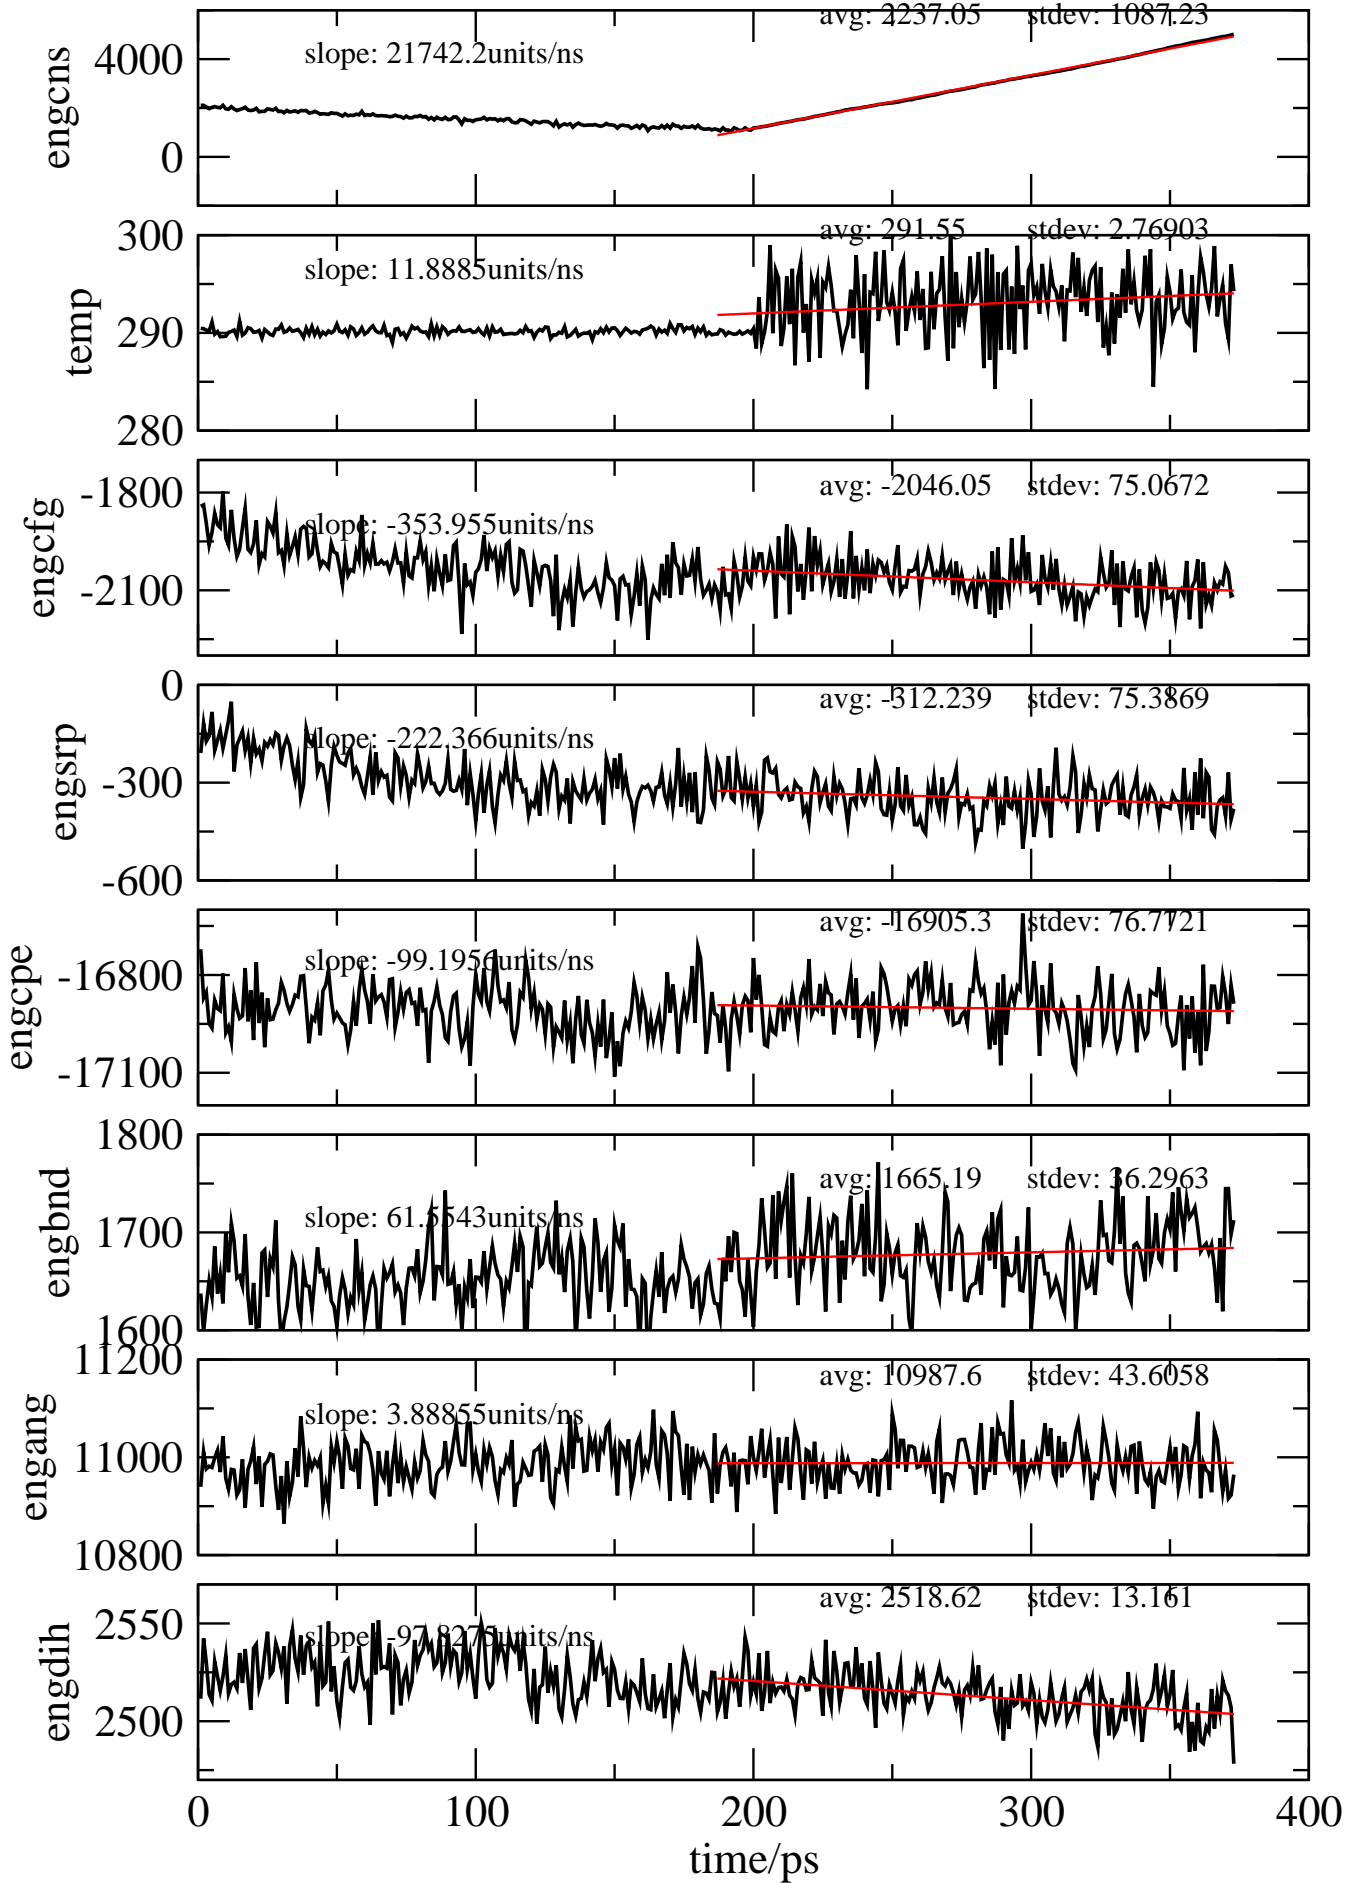 avg: 2237.05 stdev: 1087.23
slope: 21742.2units/ns
engcns
4000
0
avg: 291.55 stdev: 2.76903
slope: 11.8885units/ns
temp
300
290
280
avg: -2046.05 stdev: 75.0672
slope: -353.955units/ns
engcfg
-1800
-2100
avg: -312.239 stdev: 75.3869
slope: -222.366units/ns
engsrp
0
-300
-600
avg: -16905.3 stdev: 76.7721
slope: -99.1956units/ns
engcpe
-16800
-17100
avg: 1665.19 stdev: 36.2963
slope: 61.5543units/ns
engbnd
1800
1700
1600
avg: 10987.6 stdev: 43.6058
slope: 3.88855units/ns
engang
11200
11000
10800
avg: 2518.62 stdev: 13.161
slope: -97.8275units/ns
engdih
2550
2500
0 100 200 300 400
time/ps